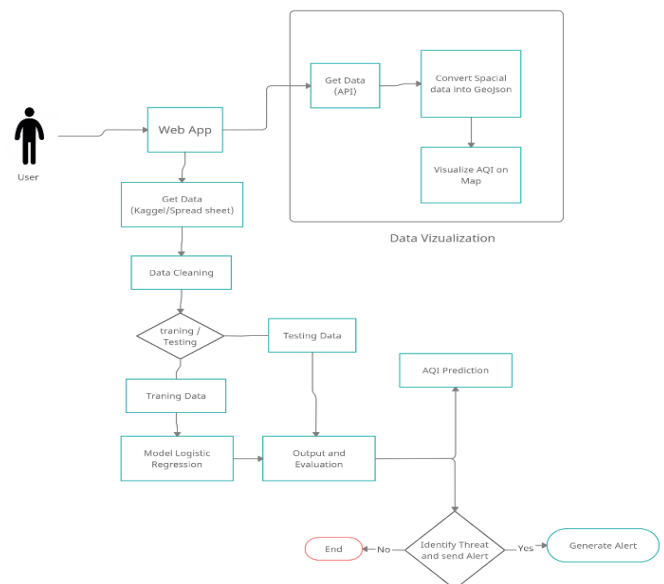 Get Data
(API)
Convert Spacial
data into GeoJson
Web App
User
Visualize AQI on
Map
Get Data
(Kaggel/Spread sheet)
Data Vizualization
Data Cleaning
traning /
Testing
Testing Data
AQI Prediction
Traning Data
Model Logistic
Regression
Output and
Evaluation
End
No
Identify Threat
and send Alert
Yes
Generate Alert